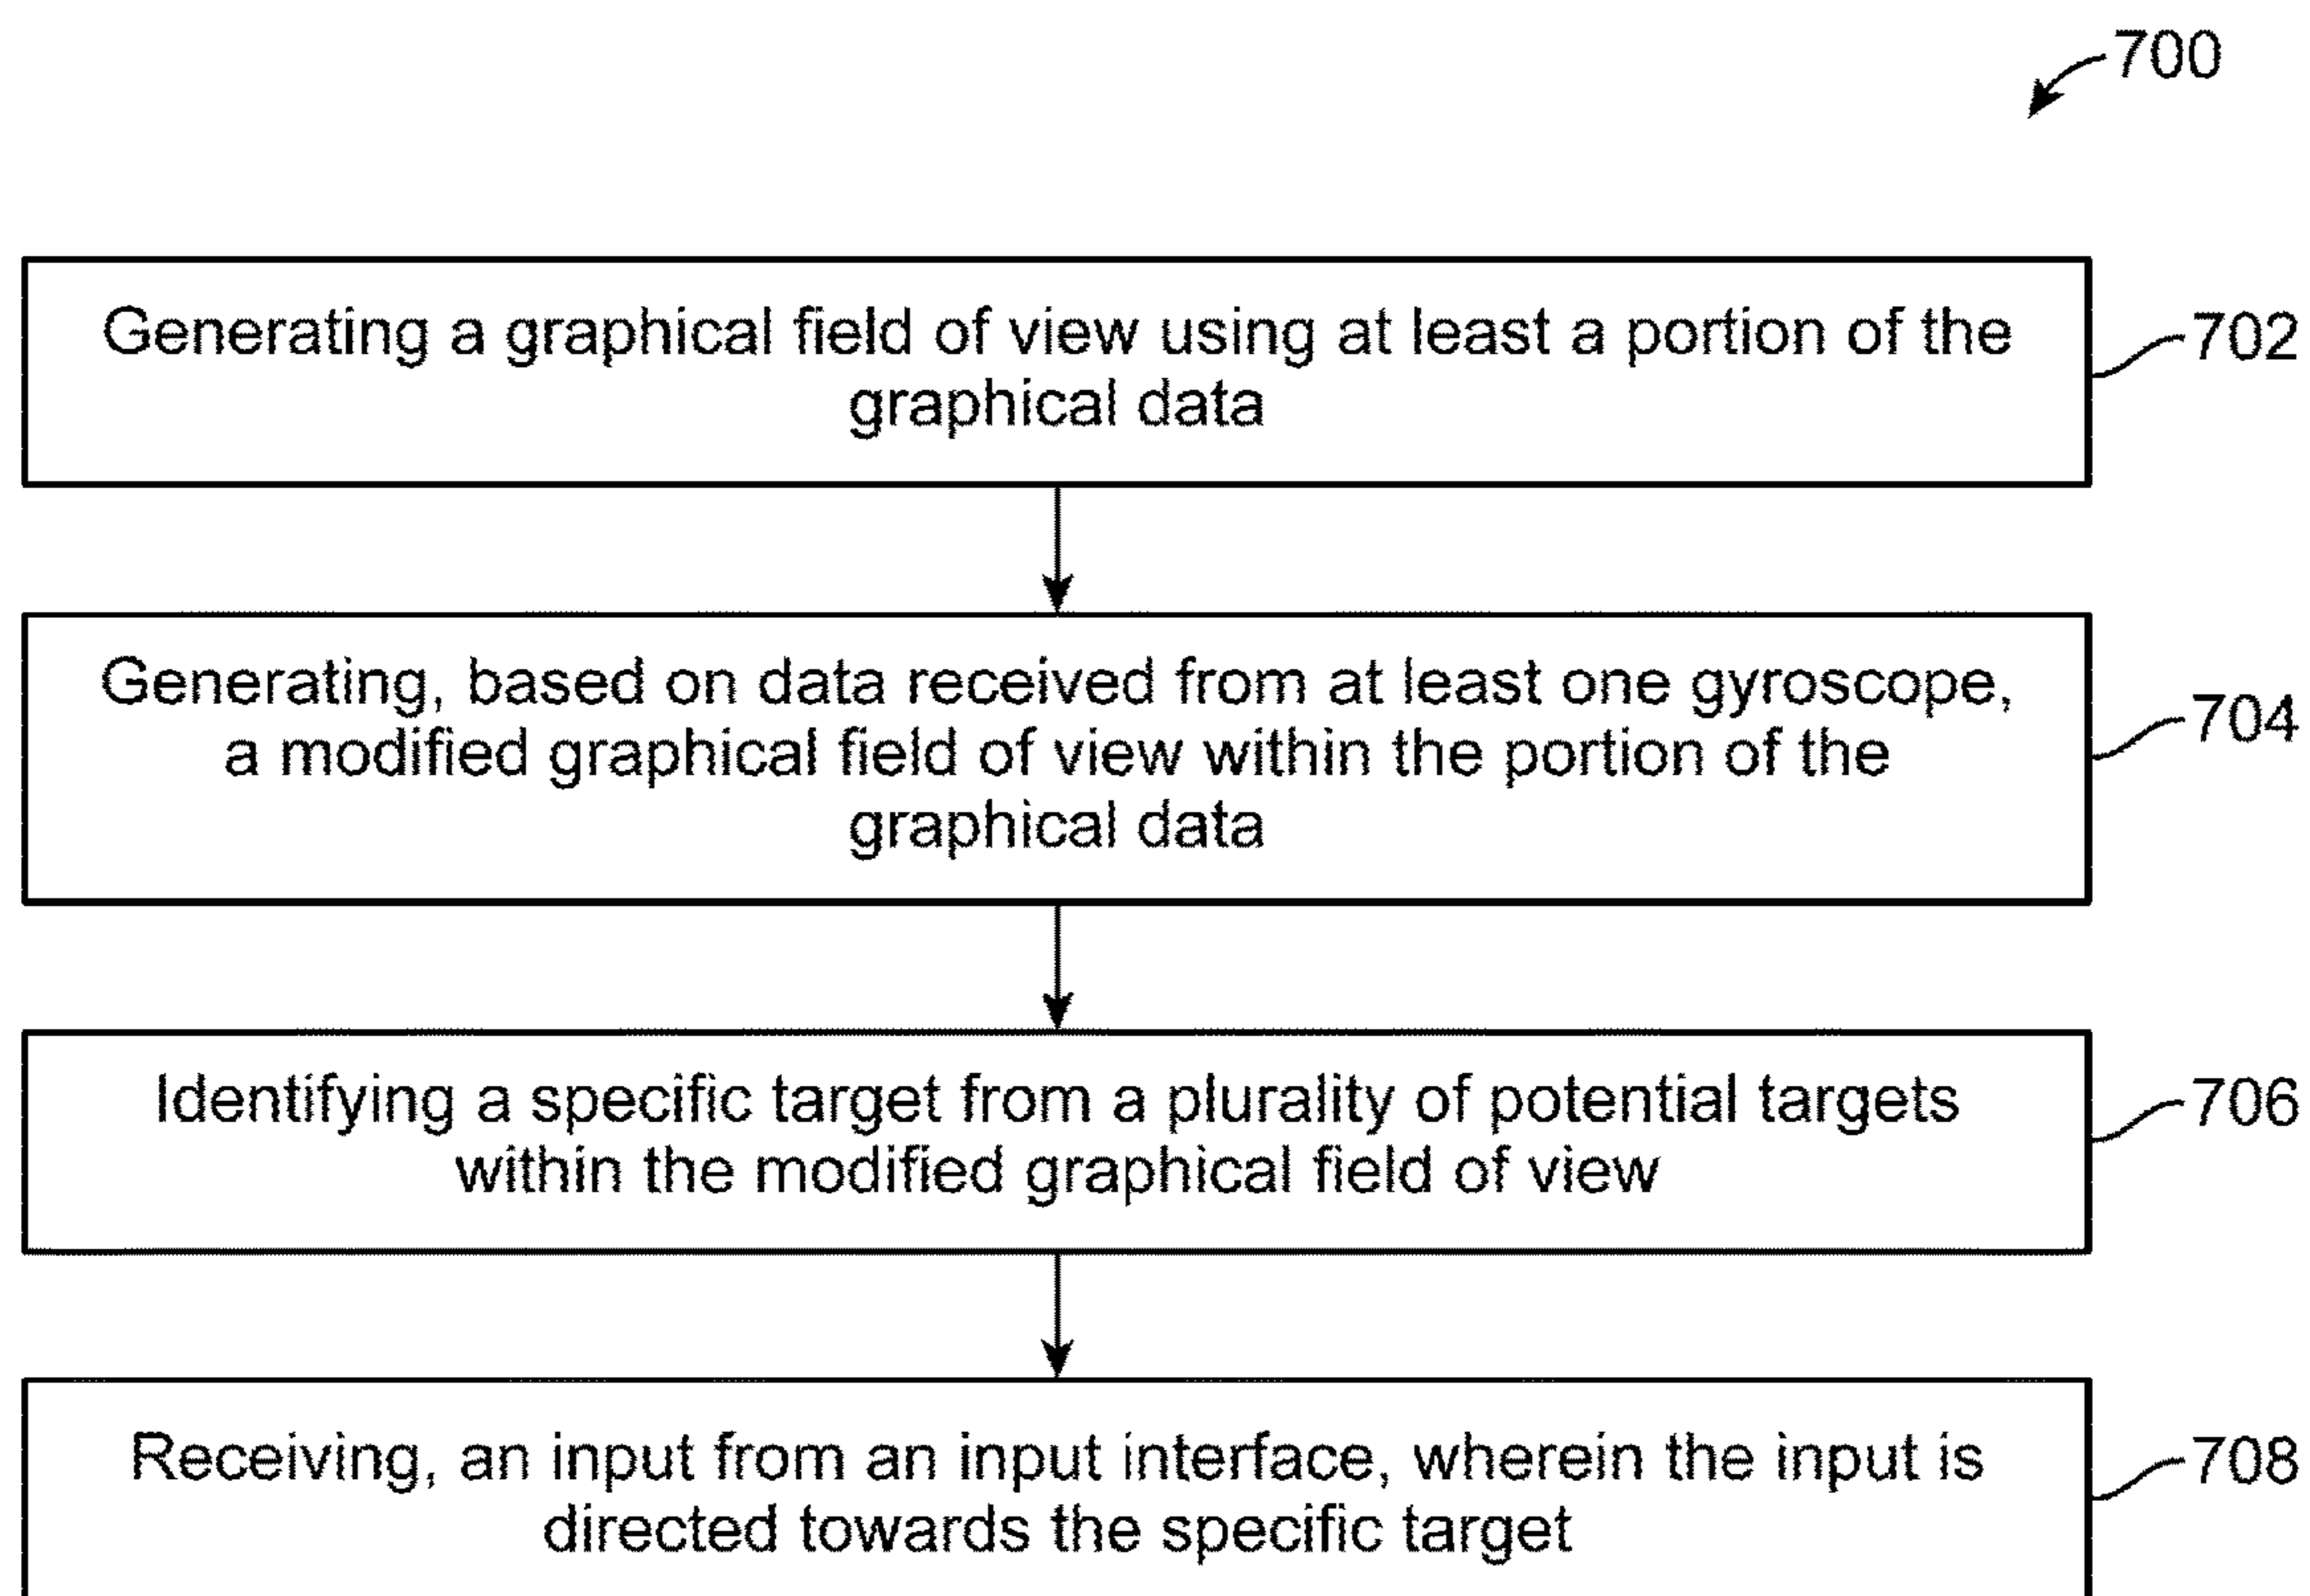 700
Generating a graphical field of view using at least a portion of the
graphical data
702
Generating, based on data received from at least one gyroscope,
a modified graphical field of view within the portion of the
graphical data
704
Identifying a specific target from a plurality of potential targets
within the modified graphical field of view
706
Receiving, an input from an input interface, wherein the input is
directed towards the specific target
708